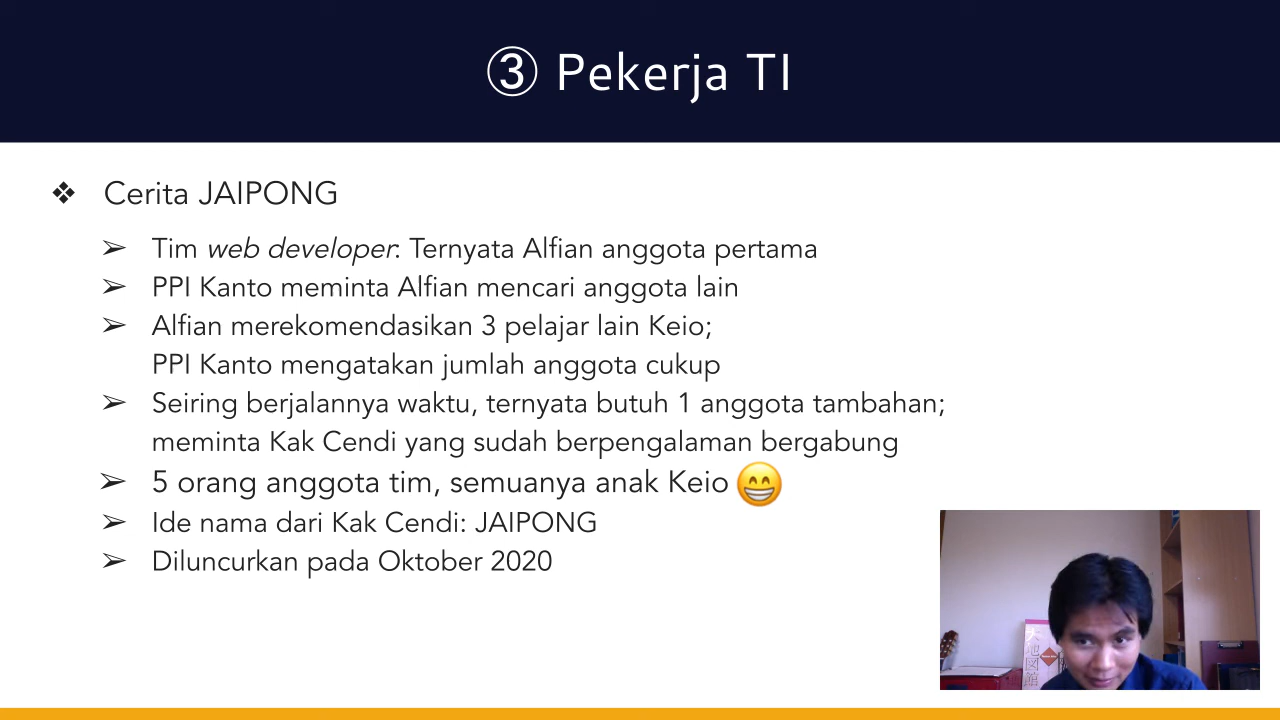 ③ Pekerja TI
❖ Cerita JAIPONG
➢ Tim web developer: Ternyata Alfian anggota pertama
➢ PPI Kanto meminta Alfian mencari anggota lain
➢ Alfian merekomendasikan 3 pelajar lain Keio;
PPI Kanto mengatakan jumlah anggota cukup
➢ Seiring berjalannya waktu, ternyata butuh 1 anggota tambahan;
meminta Kak Cendi yang sudah berpengalaman bergabung
➢ 5 orang anggota tim, semuanya anak Keio 😁
➢ Ide nama dari Kak Cendi: JAIPONG
➢ Diluncurkan pada Oktober 2020